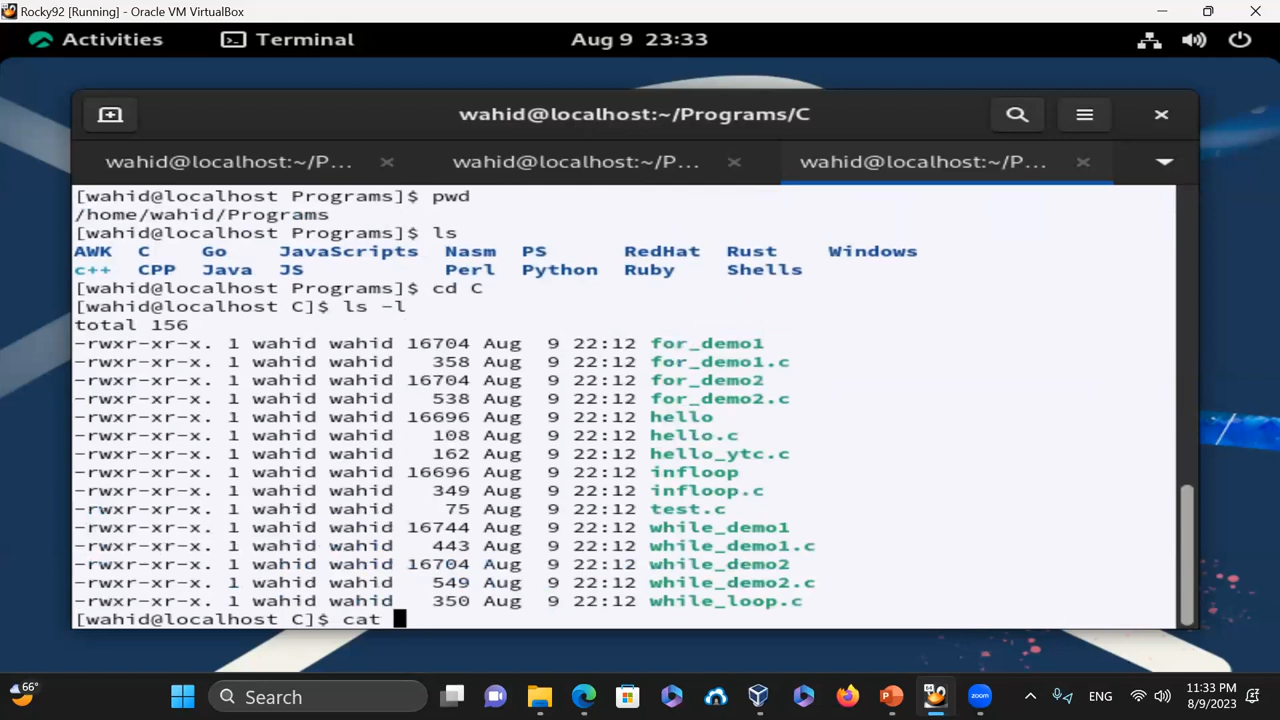 Rocky92 [Running] - Oracle VM VirtualBox
Activities Terminal Aug 9 23:33
wahid@localhost:~/Programs/C
wahid@localhost:~/P... wahid@localhost:~/P... wahid@localhost:~/P...
[wahid@localhost Programs]$ pwd
/home/wahid/Programs
[wahid@localhost Programs]$ ls
AWK C Go JavaScripts Nasm PS RedHat Rust Windows
c++ CPP Java JS Perl Python Ruby Shells
[wahid@localhost Programs]$ cd C
[wahid@localhost C]$ ls -l
total 156
-rwxr-xr-x. 1 wahid wahid 16704 Aug 9 22:12 for_demo1
-rwxr-xr-x. 1 wahid wahid 358 Aug 9 22:12 for_demo1.c
-rwxr-xr-x. 1 wahid wahid 16704 Aug 9 22:12 for_demo2
-rwxr-xr-x. 1 wahid wahid 538 Aug 9 22:12 for_demo2.c
-rwxr-xr-x. 1 wahid wahid 16696 Aug 9 22:12 hello
-rwxr-xr-x. 1 wahid wahid 108 Aug 9 22:12 hello.c
-rwxr-xr-x. 1 wahid wahid 162 Aug 9 22:12 hello_ytc.c
-rwxr-xr-x. 1 wahid wahid 16696 Aug 9 22:12 infloop
-rwxr-xr-x. 1 wahid wahid 349 Aug 9 22:12 infloop.c
-rwxr-xr-x. 1 wahid wahid 75 Aug 9 22:12 test.c
-rwxr-xr-x. 1 wahid wahid 16744 Aug 9 22:12 while_demo1
-rwxr-xr-x. 1 wahid wahid 443 Aug 9 22:12 while_demo1.c
-rwxr-xr-x. 1 wahid wahid 16704 Aug 9 22:12 while_demo2
-rwxr-xr-x. 1 wahid wahid 549 Aug 9 22:12 while_demo2.c
-rwxr-xr-x. 1 wahid wahid 350 Aug 9 22:12 while_loop.c
[wahid@localhost C]$ cat
66° Search zoom ENG 11:33 PM
8/9/2023